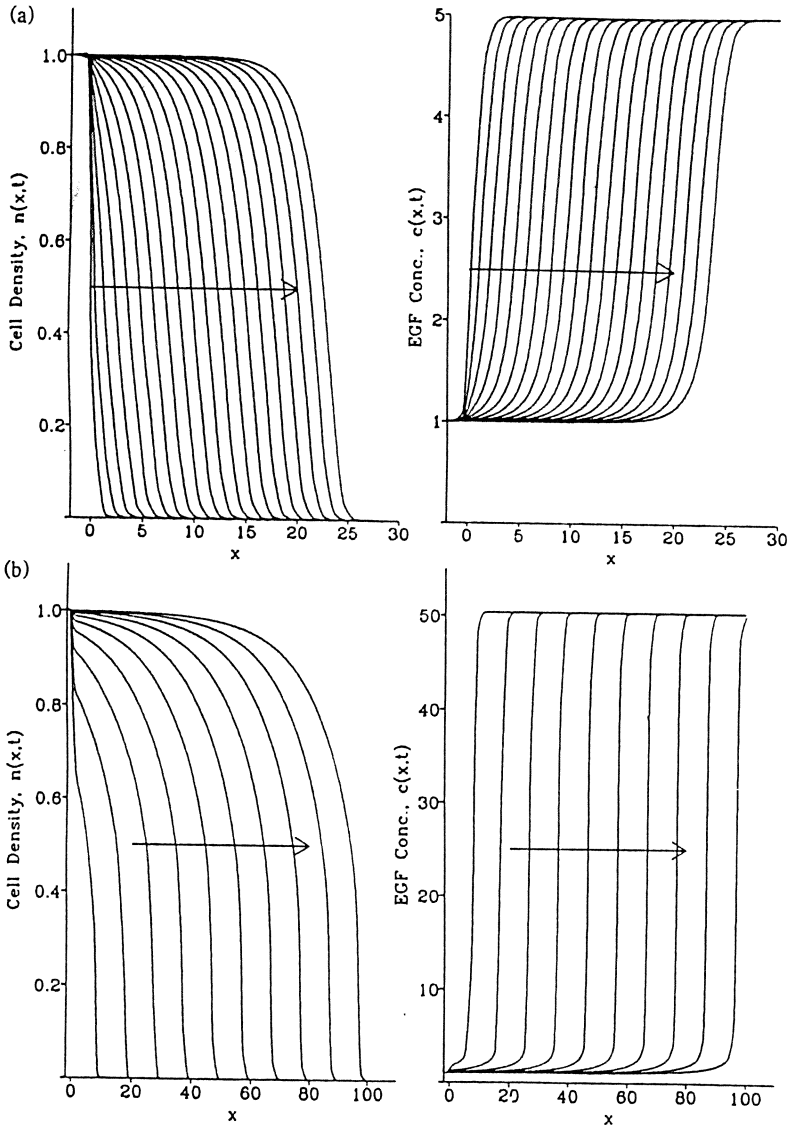 (a)
Cell Density, n(x,t)
1.0
0.8
0.6
0.4
0.2
0 5 10 15 20 25 30
x
EGF Conc., c(x,t)
5
4
3
2
1
0 5 10 15 20 25 30
x
(b)
Cell Density, n(x,t)
1.0
0.8
0.6
0.4
0.2
0 20 40 60 80 100
x
EGF Conc., c(x,t)
50
40
30
20
10
0 20 40 60 80 100
x